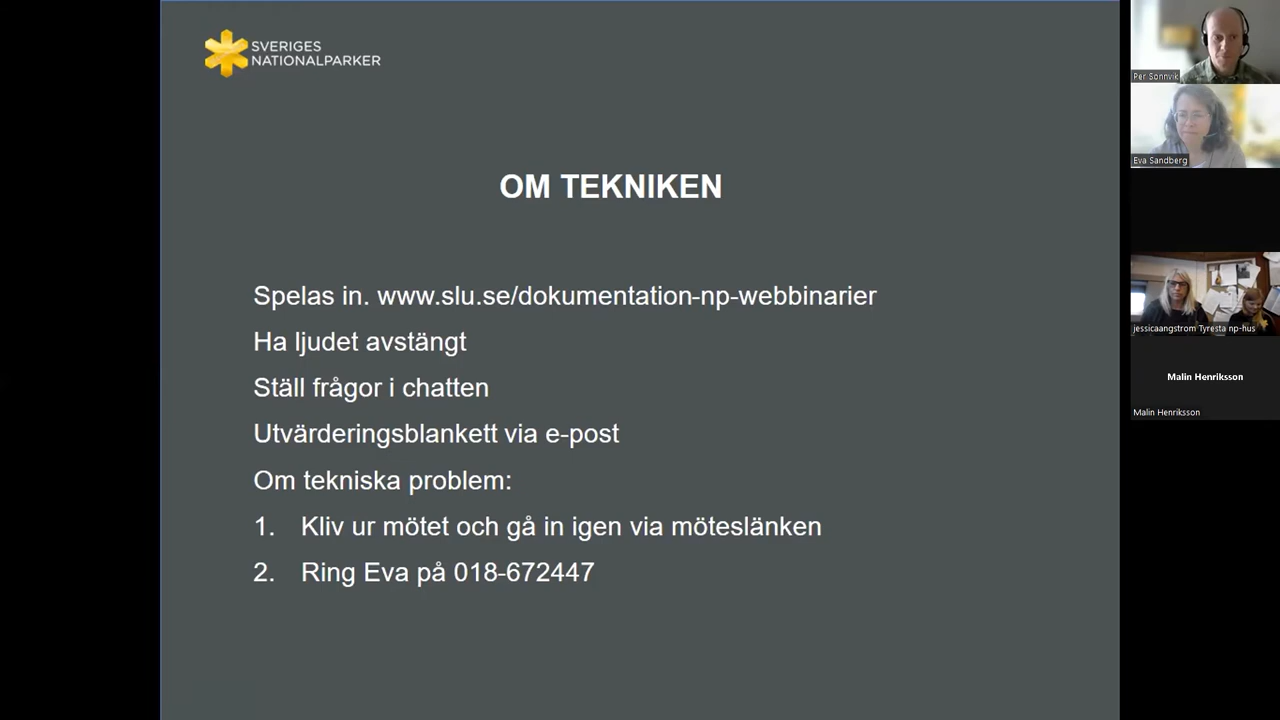 SVERIGES
NATIONALPARKER
OM TEKNIKEN
Spelas in. www.slu.se/dokumentation-np-webbinarier
Ha ljudet avstängt
Ställ frågor i chatten
Utvärderingsblankett via e-post
Om tekniska problem:
1. Kliv ur mötet och gå in igen via möteslänken
2. Ring Eva på 018-672447
Per Sonnvik
Eva Sandberg
jessicaangstrom Tyresta np-hus
Malin Henriksson
Malin Henriksson